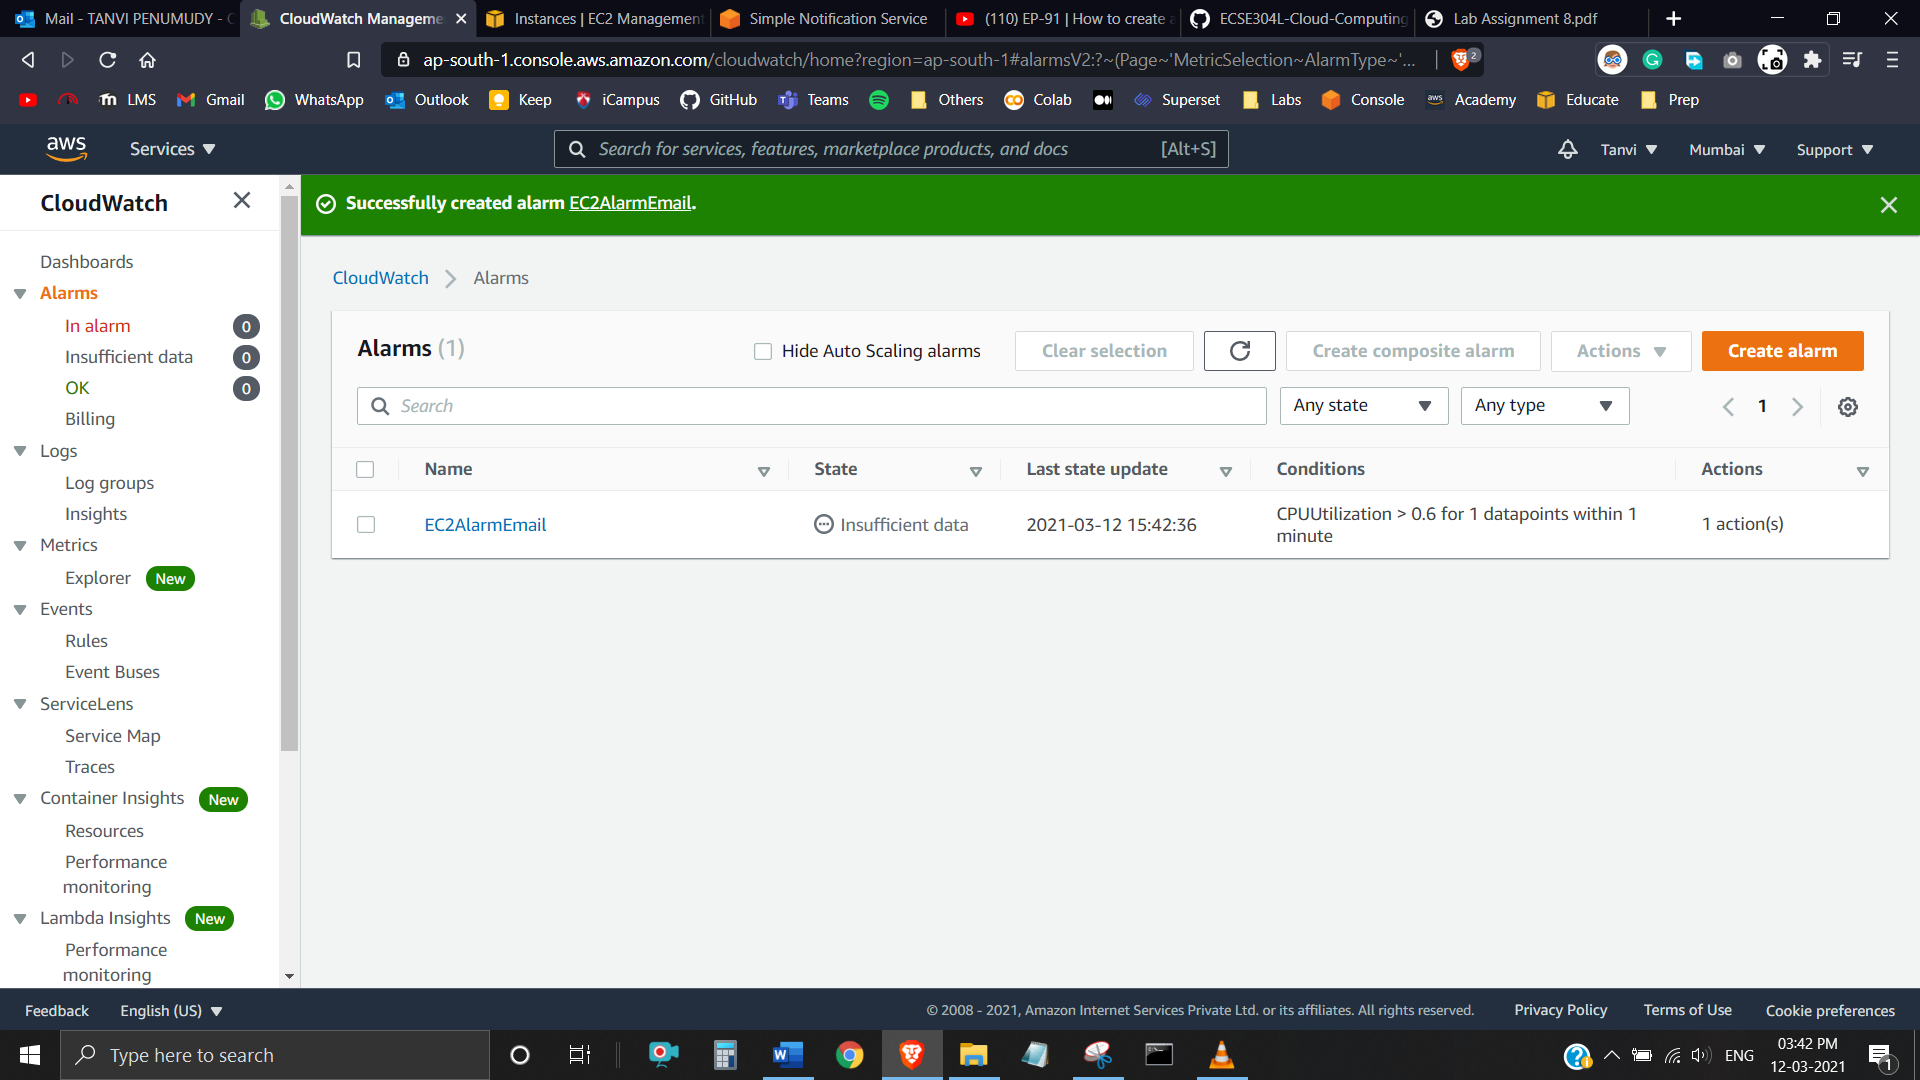 Mail - TANVI PENUMUDY -
CloudWatch Manageme
Instances | EC2 Management
Simple Notification Service
(110) EP-91 | How to create a
ECSE304L-Cloud-Computing
Lab Assignment 8.pdf
ap-south-1.console.aws.amazon.com/cloudwatch/home?region=ap-south-1#alarmsV2:?~(Page~'MetricSelection~AlarmType~'...
2
LMS
Gmail
WhatsApp
Outlook
Keep
iCampus
GitHub
Teams
Others
Colab
Superset
Labs
Console
aws
Academy
Educate
Prep
aws
Services
Search for services, features, marketplace products, and docs
[Alt+S]
Tanvi
Mumbai
Support
CloudWatch
Dashboards
Alarms
In alarm 0
Insufficient data 0
OK 0
Billing
Logs
Log groups
Insights
Metrics
Explorer New
Events
Rules
Event Buses
ServiceLens
Service Map
Traces
Container Insights New
Resources
Performance
monitoring
Lambda Insights New
Performance
monitoring
Successfully created alarm EC2AlarmEmail.
CloudWatch
Alarms
Alarms (1)
Hide Auto Scaling alarms
Clear selection
Create composite alarm
Actions
Create alarm
Search
Any state
Any type
1
Name
State
Last state update
Conditions
Actions
EC2AlarmEmail
Insufficient data
2021-03-12 15:42:36
CPUUtilization > 0.6 for 1 datapoints within 1
minute
1 action(s)
Feedback
English (US)
© 2008 - 2021, Amazon Internet Services Private Ltd. or its affiliates. All rights reserved.
Privacy Policy
Terms of Use
Cookie preferences
Type here to search
ENG
03:42 PM
12-03-2021
1